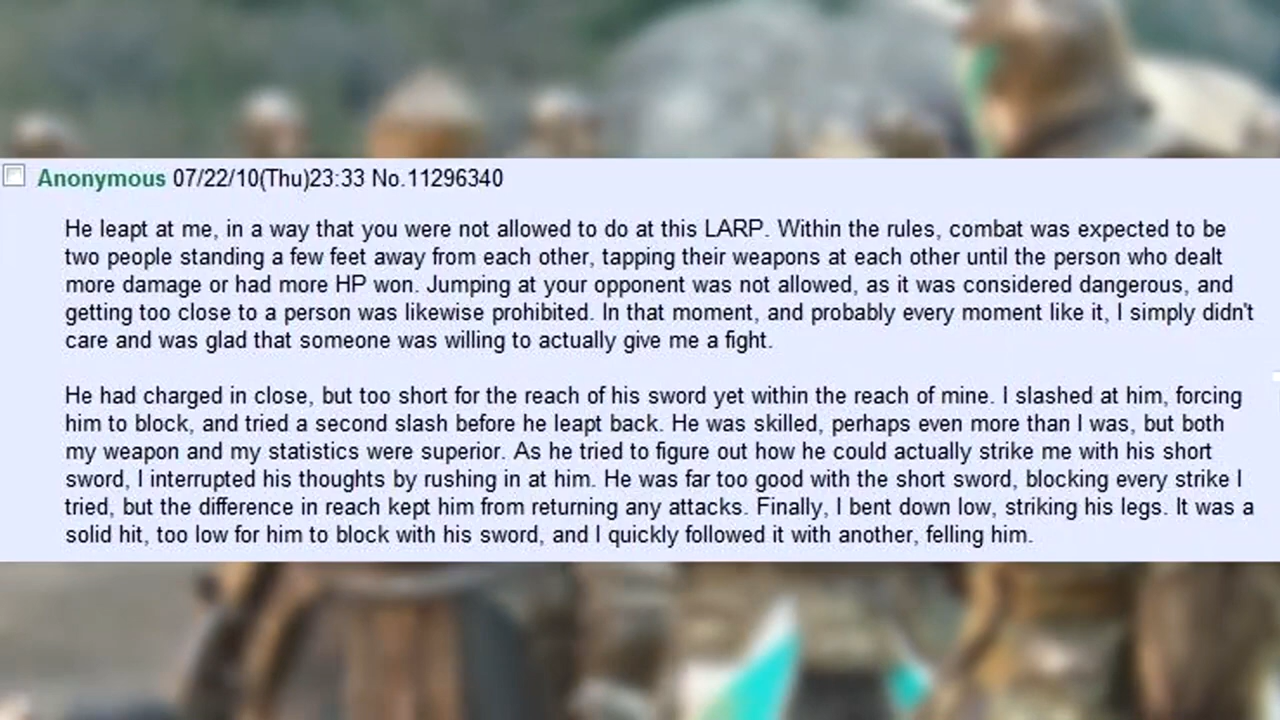 Anonymous 07/22/10(Thu)23:33 No.11296340
He leapt at me, in a way that you were not allowed to do at this LARP. Within the rules, combat was expected to be
two people standing a few feet away from each other, tapping their weapons at each other until the person who dealt
more damage or had more HP won. Jumping at your opponent was not allowed, as it was considered dangerous, and
getting too close to a person was likewise prohibited. In that moment, and probably every moment like it, I simply didn't
care and was glad that someone was willing to actually give me a fight.
He had charged in close, but too short for the reach of his sword yet within the reach of mine. I slashed at him, forcing
him to block, and tried a second slash before he leapt back. He was skilled, perhaps even more than I was, but both
my weapon and my statistics were superior. As he tried to figure out how he could actually strike me with his short
sword, I interrupted his thoughts by rushing in at him. He was far too good with the short sword, blocking every strike I
tried, but the difference in reach kept him from returning any attacks. Finally, I bent down low, striking his legs. It was a
solid hit, too low for him to block with his sword, and I quickly followed it with another, felling him.